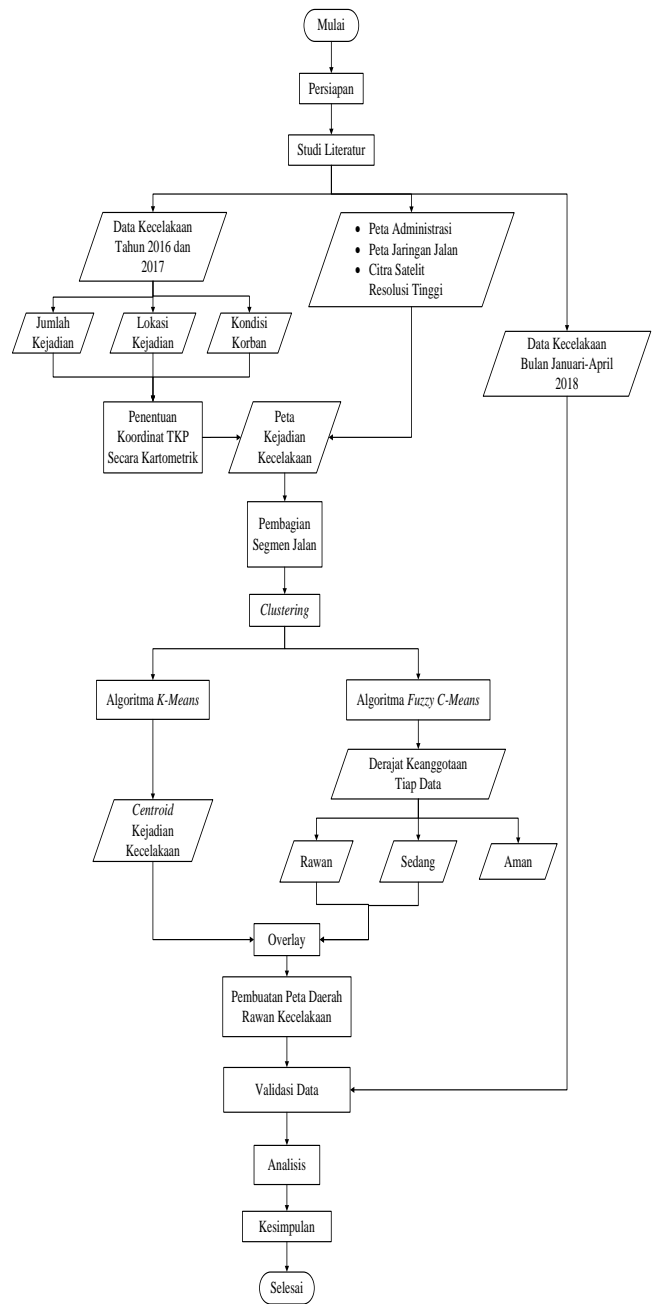 Mulai
Persiapan
Studi Literatur
Data Kecelakaan
Tahun 2016 dan
2017
• Peta Administrasi
• Peta Jaringan Jalan
• Citra Satelit
Resolusi Tinggi
Jumlah
Kejadian
Lokasi
Kejadian
Kondisi
Korban
Data Kecelakaan
Bulan Januari-April
2018
Penentuan
Koordinat TKP
Secara Kartometrik
Peta
Kejadian
Kecelakaan
Pembagian
Segmen Jalan
Clustering
Algoritma K-Means
Algoritma Fuzzy C-Means
Derajat Keanggotaan
Tiap Data
Centroid
Kejadian
Kecelakaan
Rawan
Sedang
Aman
Overlay
Pembuatan Peta Daerah
Rawan Kecelakaan
Validasi Data
Analisis
Kesimpulan
Selesai